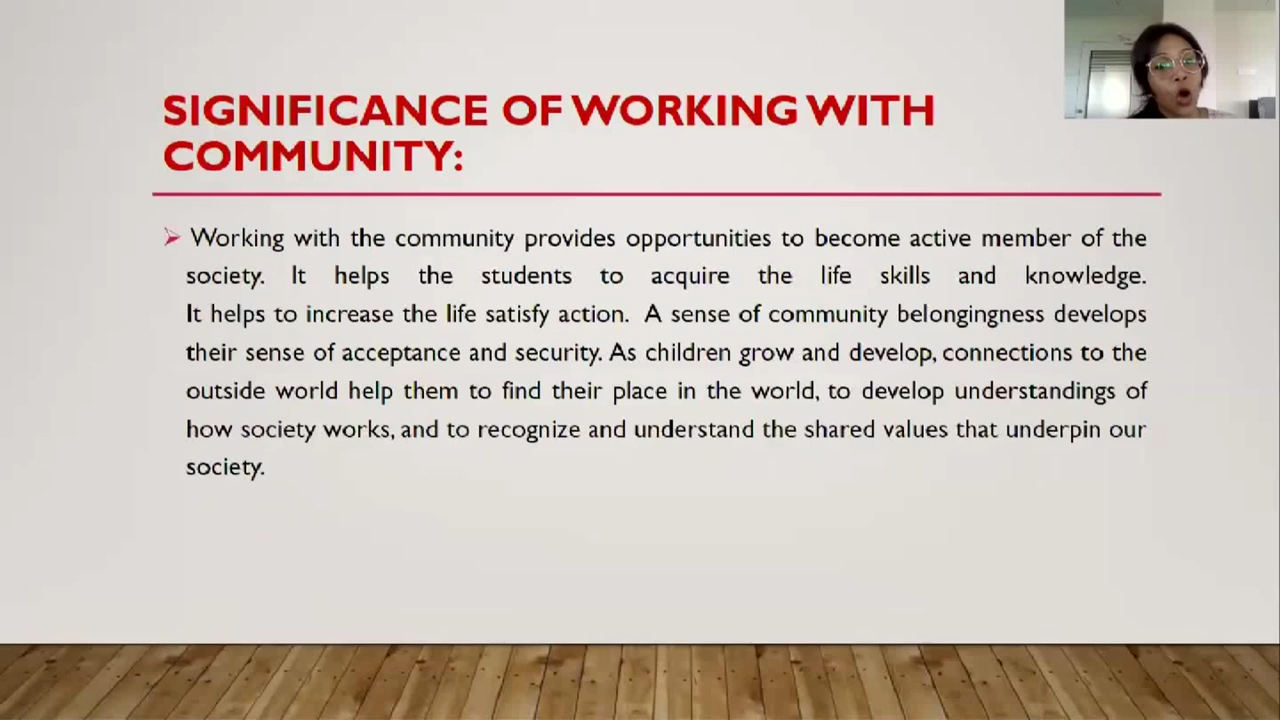 SIGNIFICANCE OF WORKING WITH
COMMUNITY:
Working with the community provides opportunities to become active member of the
society. It helps the students to acquire the life skills and knowledge.
It helps to increase the life satisfy action. A sense of community belongingness develops
their sense of acceptance and security. As children grow and develop, connections to the
outside world help them to find their place in the world, to develop understandings of
how society works, and to recognize and understand the shared values that underpin our
society.